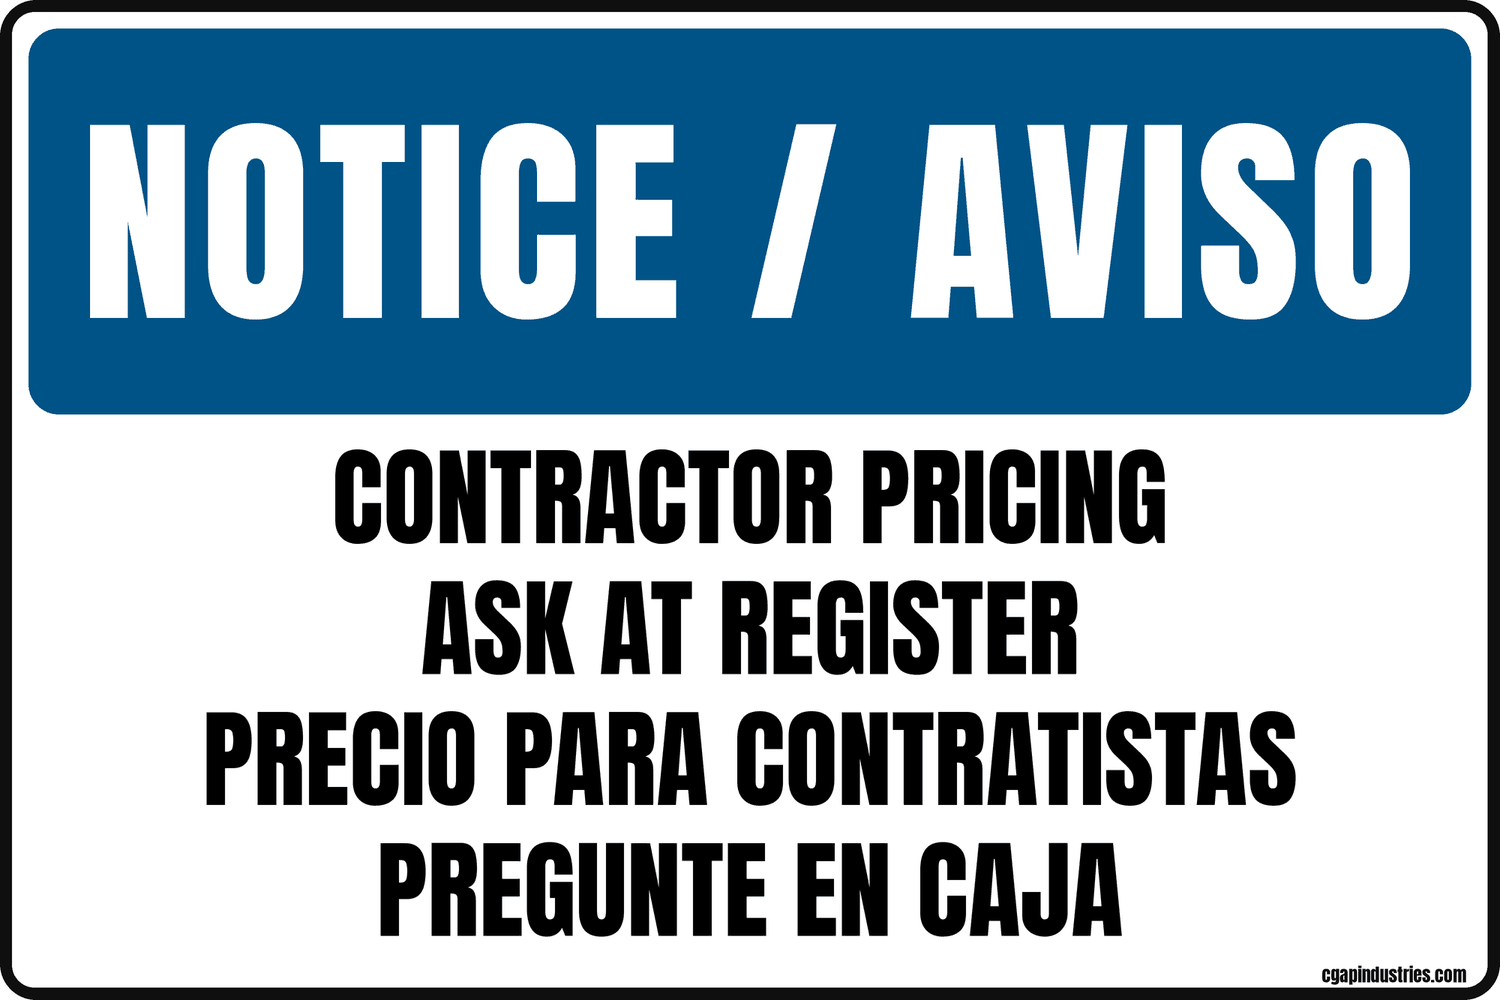 NOTICE / AVISO
CONTRACTOR PRICING
ASK AT REGISTER
PRECIO PARA CONTRATISTAS
PREGUNTE EN CAJA
cgapindustries.com